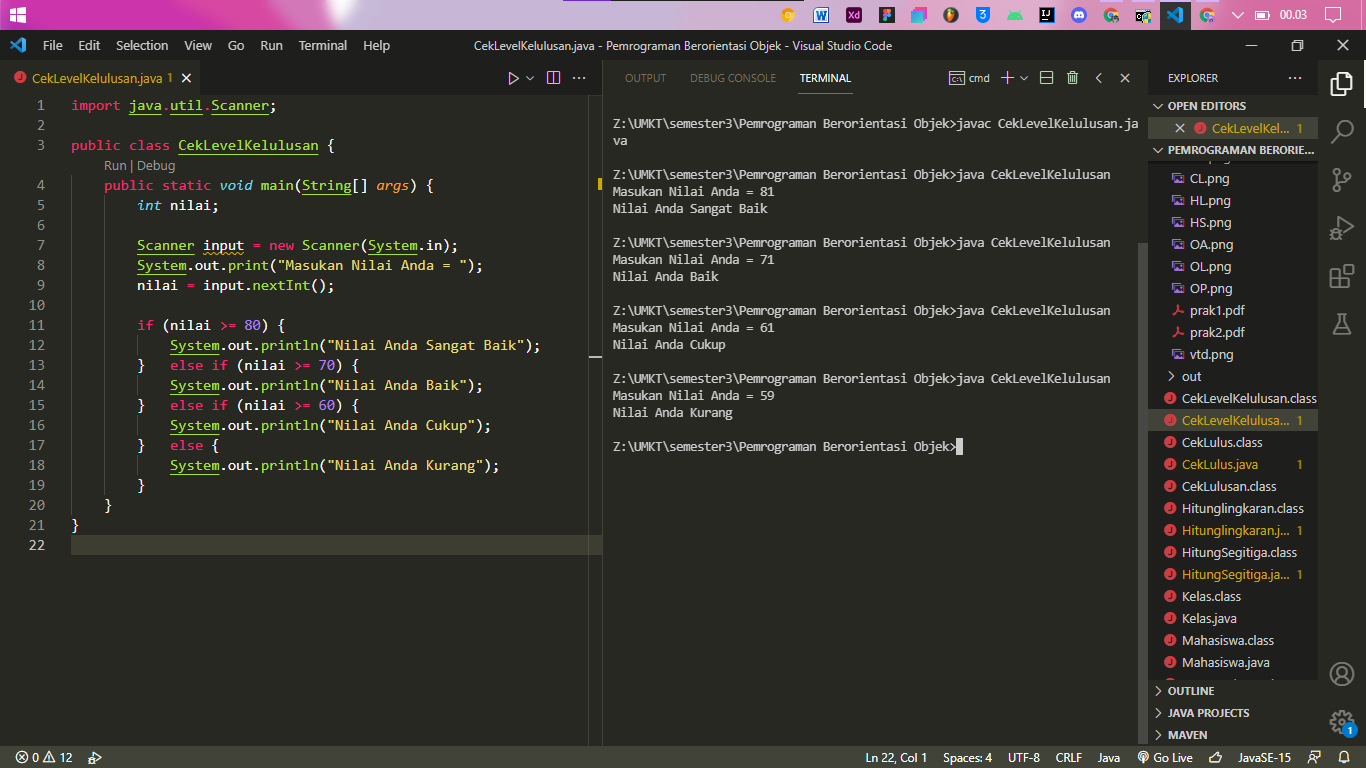 00.03
File Edit Selection View Go Run Terminal Help
CekLevelKelulusan.java - Pemrograman Berorientasi Objek - Visual Studio Code
CekLevelKelulusan.java 1
1 import java.util.Scanner;
2
3 public class CekLevelKelulusan {
Run | Debug
4 public static void main(String[] args) {
5 int nilai;
6
7 Scanner input = new Scanner(System.in);
8 System.out.print("Masukan Nilai Anda = ");
9 nilai = input.nextInt();
10
11 if (nilai >= 80) {
12 System.out.println("Nilai Anda Sangat Baik");
13 } else if (nilai >= 70) {
14 System.out.println("Nilai Anda Baik");
15 } else if (nilai >= 60) {
16 System.out.println("Nilai Anda Cukup");
17 } else {
18 System.out.println("Nilai Anda Kurang");
19 }
20 }
21 }
22
OUTPUT DEBUG CONSOLE TERMINAL cmd
Z:\UMKT\semester3\Pemrograman Berorientasi Objek>javac CekLevelKelulusan.ja
va
Z:\UMKT\semester3\Pemrograman Berorientasi Objek>java CekLevelKelulusan
Masukan Nilai Anda = 81
Nilai Anda Sangat Baik
Z:\UMKT\semester3\Pemrograman Berorientasi Objek>java CekLevelKelulusan
Masukan Nilai Anda = 71
Nilai Anda Baik
Z:\UMKT\semester3\Pemrograman Berorientasi Objek>java CekLevelKelulusan
Masukan Nilai Anda = 61
Nilai Anda Cukup
Z:\UMKT\semester3\Pemrograman Berorientasi Objek>java CekLevelKelulusan
Masukan Nilai Anda = 59
Nilai Anda Kurang
Z:\UMKT\semester3\Pemrograman Berorientasi Objek>
EXPLORER
OPEN EDITORS
CekLevelKel... 1
PEMROGRAMAN BERORIE...
CL.png
HL.png
HS.png
OA.png
OL.png
OP.png
prak1.pdf
prak2.pdf
vtd.png
out
CekLevelKelulusan.class
CekLevelKelulusa... 1
CekLulus.class
CekLulus.java 1
CekLulusan.class
Hitunglingkaran.class
Hitunglingkaran.j... 1
HitungSegitiga.class
HitungSegitiga.ja... 1
Kelas.class
Kelas.java
Mahasiswa.class
Mahasiswa.java
OUTLINE
JAVA PROJECTS
MAVEN
1
0 12
Ln 22, Col 1 Spaces: 4 UTF-8 CRLF Java Go Live JavaSE-15